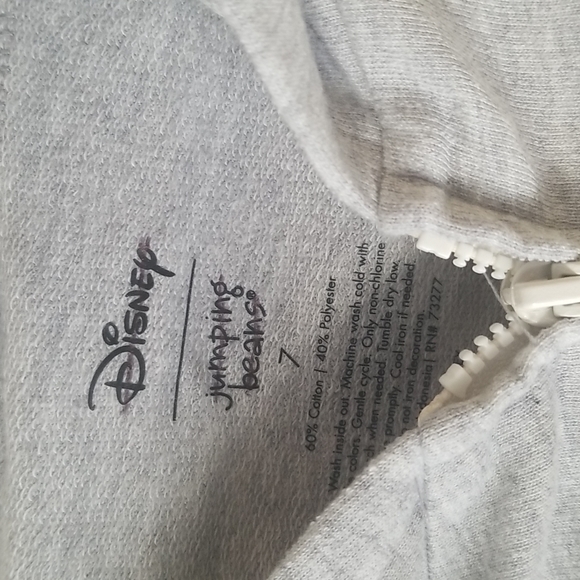 Disney
jumping
beans®
7
60% Cotton | 40% Polyester
Wash inside out. Machine wash cold with
colors. Gentle cycle. Only non-chlorine
when needed. Tumble dry low.
promptly. Cool iron if needed.
not iron decoration.
| RN# 73277